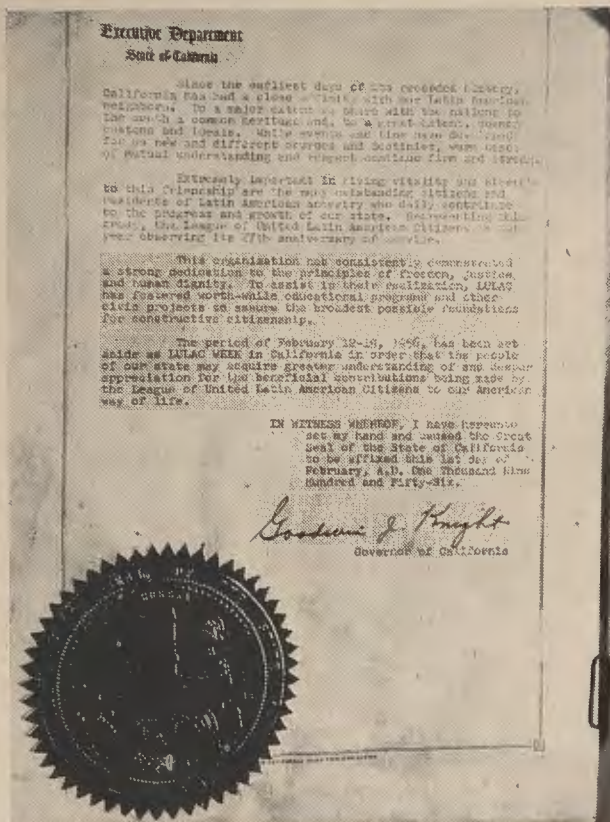 Executive Department
State of California
Since the earliest days of its recorded history,
California has had a close affinity with our Latin American
neighbors. To a major extent we share with the nations to
the south a common heritage and, to a great extent,
customs and ideals. While events and time have
for us new and different courses and destinies, our
of mutual understanding and respect continue firm and strong.
Extremely important in giving vitality and
to this friendship are the many outstanding citizens and
residents of Latin American ancestry who daily contribute
to the progress and growth of our state. Representing this
the League of United Latin American Citizens is this
year observing its 27th anniversary of service.
This organization has consistently demonstrated
a strong dedication to the principles of freedom, justice
and human dignity. To assist in their realization, LULAC
has fostered worth-while educational programs and other
civic projects to assure the broadest possible foundations
for constructive citizenship.
The period of February 12-18, 1956, has been set
aside as LULAC WEEK in California in order that the people
of our state may acquire greater understanding of and deeper
appreciation for the beneficial contributions being made by
the League of United Latin American Citizens to our American
way of life.
IN WITNESS WHEREOF, I have hereunto
set my hand and caused the Great
Seal of the State of California
to be affixed this 1st day of
February, A.D. One Thousand Nine
Hundred and Fifty-Six.
Goodwin J. Knight
Governor of California